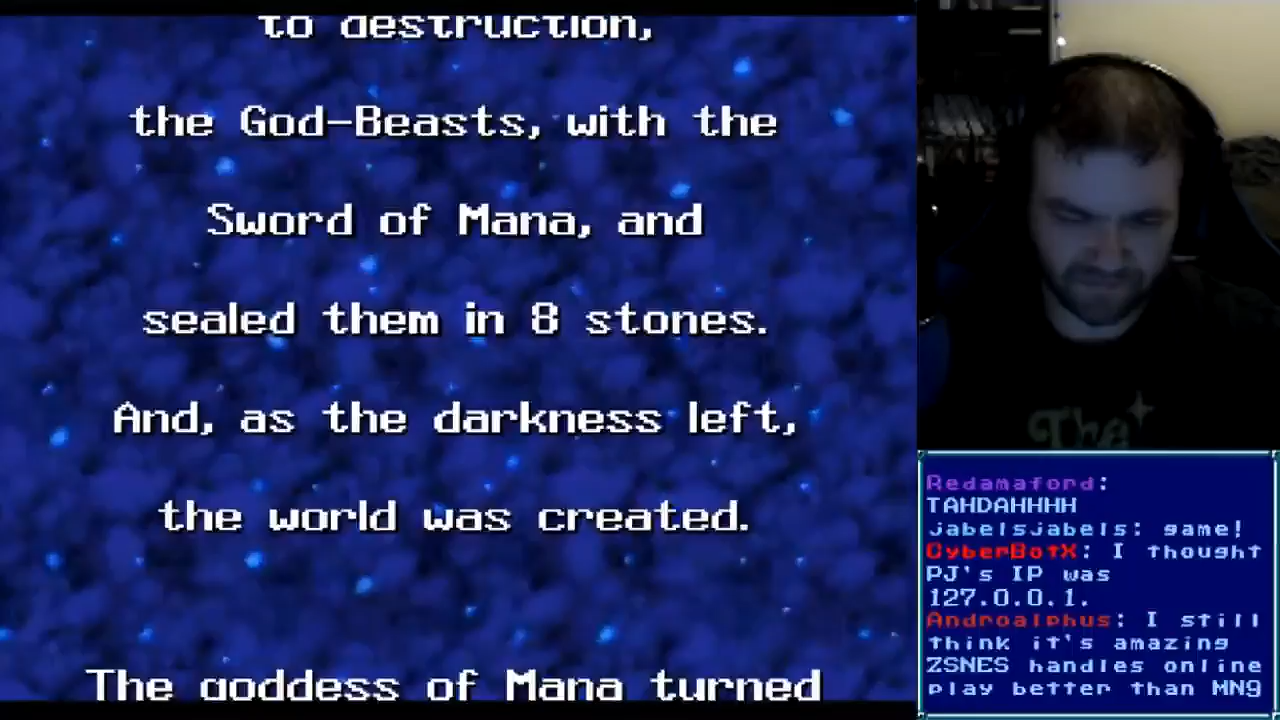 to destruction,
the God-Beasts, with the
Sword of Mana, and
sealed them in 8 stones.
And, as the darkness left,
the world was created.
The goddess of Mana turned
The
Redamaford:
TAHDAHHHH
jabelsjabels: game!
CyberBotX: I thought
PJ's IP was
127.0.0.1.
Androalphus: I still
think it's amazing
ZSNES handles online
play better than MN9